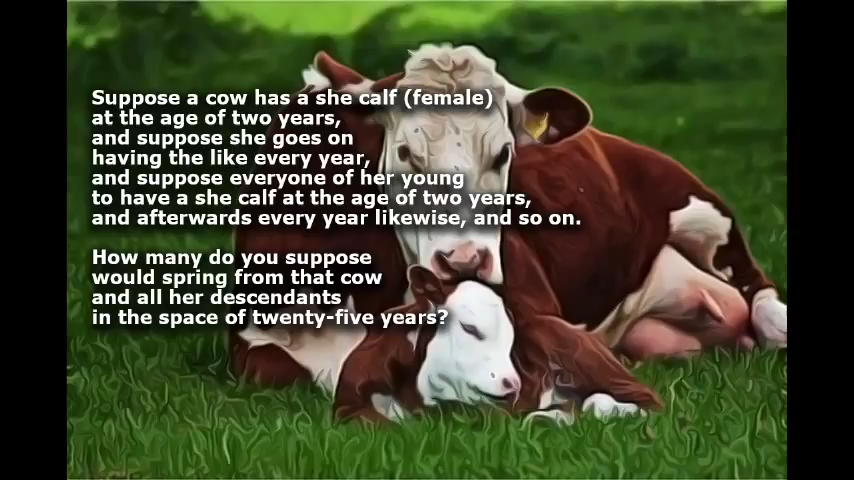 Suppose a cow has a she calf (female)
at the age of two years,
and suppose she goes on
having the like every year,
and suppose everyone of her young
to have a she calf at the age of two years,
and afterwards every year likewise, and so on.
How many do you suppose
would spring from that cow
and all her descendants
in the space of twenty-five years?